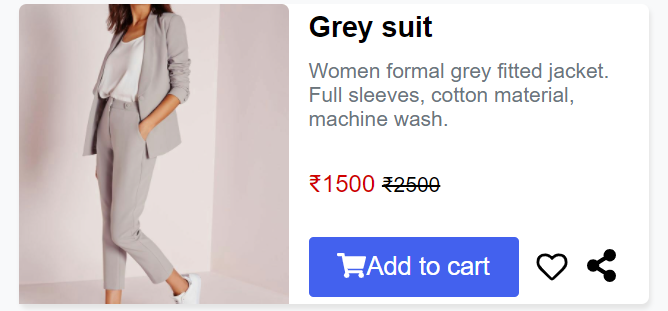 Grey suit
Women formal grey fitted jacket.
Full sleeves, cotton material,
machine wash.
₹1500 ₹2500
Add to cart